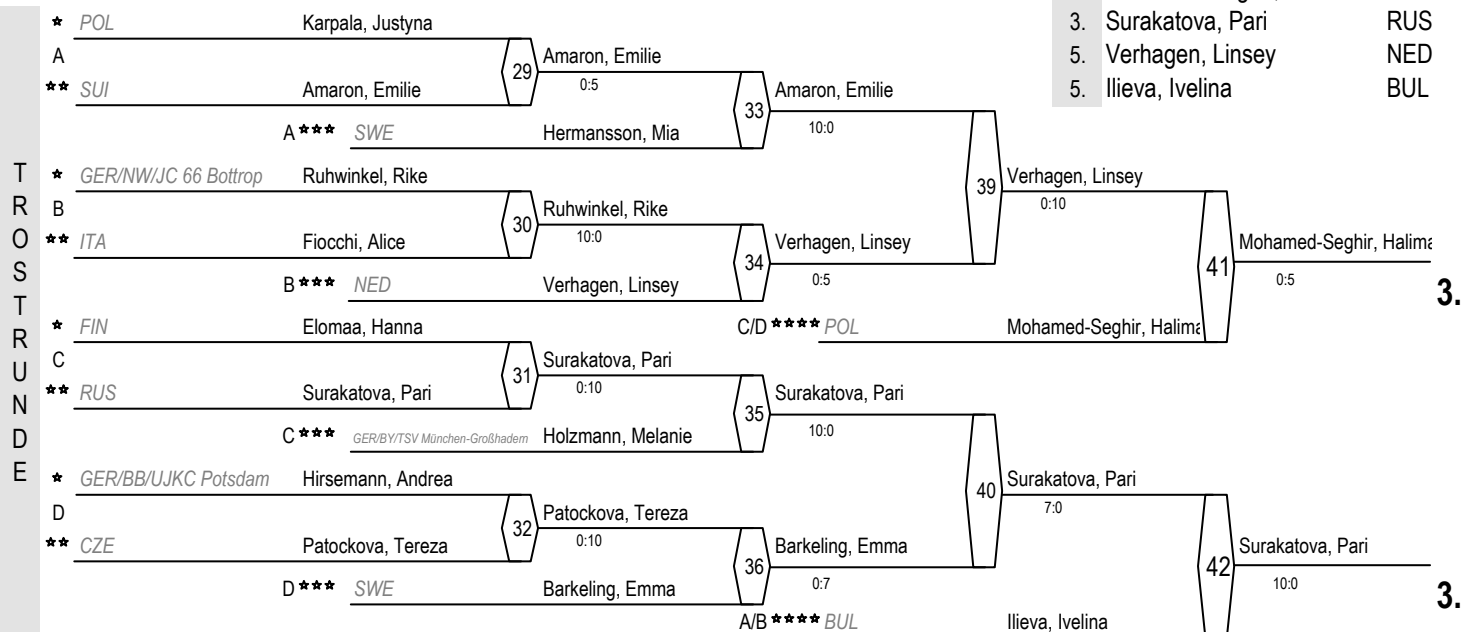 3. Surakatova, Pari RUS
5. Verhagen, Linsey NED
5. Ilieva, Ivelina BUL
TROSTRUNDE
* POL Karpala, Justyna
A
29 Amaron, Emilie
0:5
** SUI Amaron, Emilie
33 Amaron, Emilie
10:0
A *** SWE Hermansson, Mia
* GER/NW/JC 66 Bottrop Ruhwinkel, Rike
39 Verhagen, Linsey
0:10
B
30 Ruhwinkel, Rike
10:0
** ITA Fiocchi, Alice
34 Verhagen, Linsey
0:5
41 Mohamed-Seghir, Halima
0:5
3.
B *** NED Verhagen, Linsey
* FIN Elomaa, Hanna
C/D **** POL Mohamed-Seghir, Halima
C
31 Surakatova, Pari
0:10
** RUS Surakatova, Pari
35 Surakatova, Pari
10:0
C *** GER/BY/TSV München-Großhadern Holzmann, Melanie
* GER/BB/UJKC Potsdam Hirsemann, Andrea
40 Surakatova, Pari
7:0
D
32 Patockova, Tereza
0:10
** CZE Patockova, Tereza
36 Barkeling, Emma
0:7
42 Surakatova, Pari
10:0
3.
D *** SWE Barkeling, Emma
A/B **** BUL Ilieva, Ivelina